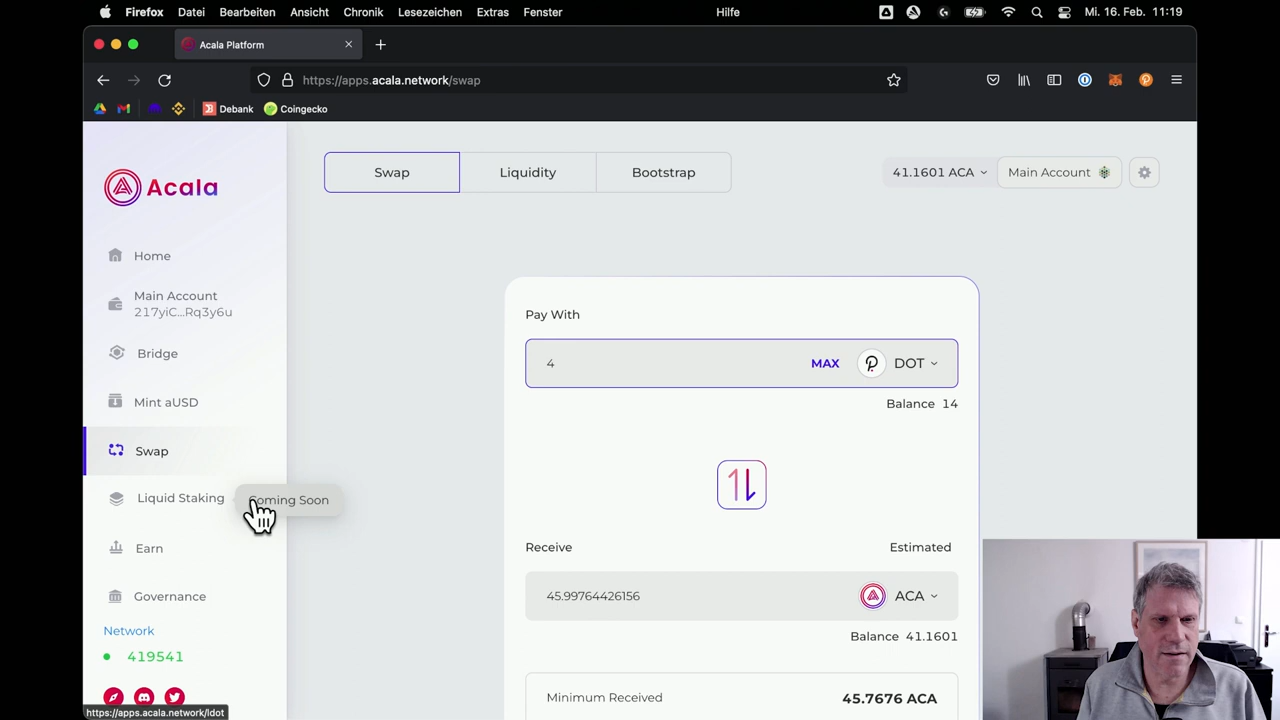 Firefox Datei Bearbeiten Ansicht Chronik Lesezeichen Extras Fenster Hilfe Mi. 16. Feb. 11:19
Acala Platform
https://apps.acala.network/swap
Debank Coingecko
Acala
Swap Liquidity Bootstrap 41.1601 ACA Main Account
Home
Main Account
217yiC...Rq3y6u
Bridge
Mint aUSD
Swap
Liquid Staking
Coming Soon
Earn
Governance
Network
419541
https://apps.acala.network/ldot
Pay With
4 MAX DOT
Balance 14
Receive Estimated
45.99764426156 ACA
Balance 41.1601
Minimum Received 45.7676 ACA